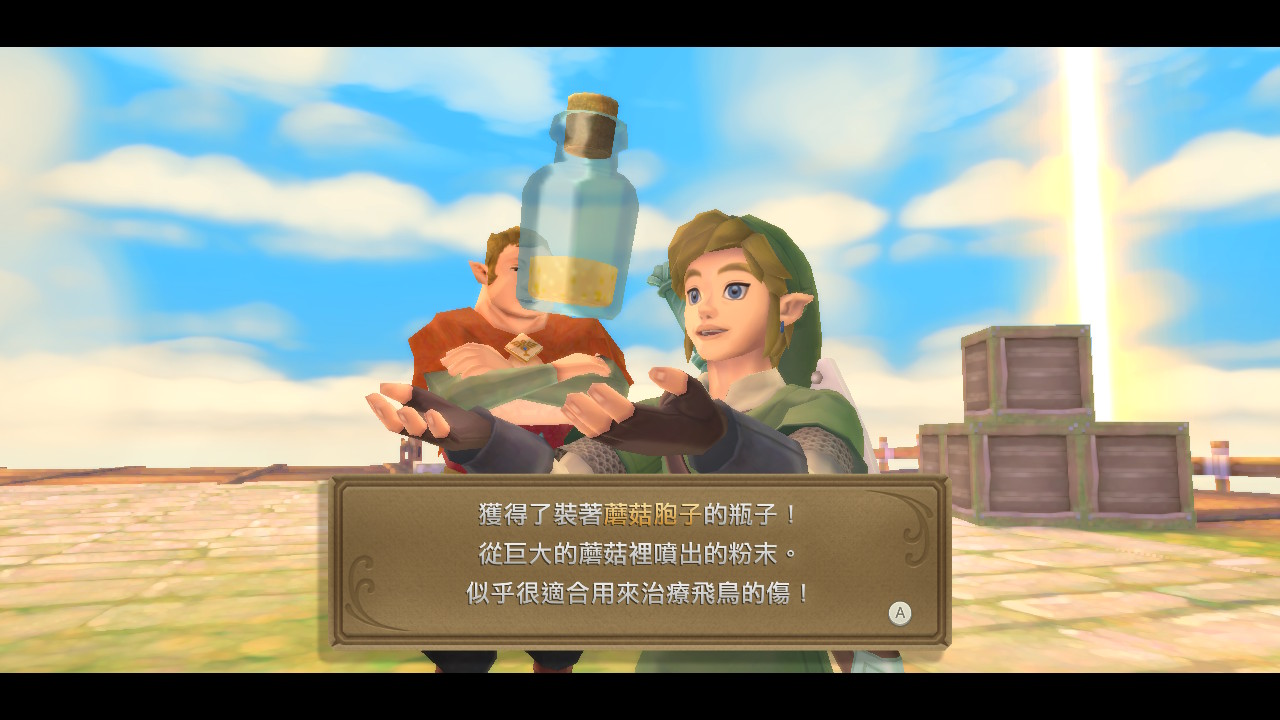 獲得了裝著蘑菇胞子的瓶子！
從巨大的蘑菇裡噴出的粉末。
似乎很適合用來治療飛鳥的傷！
A